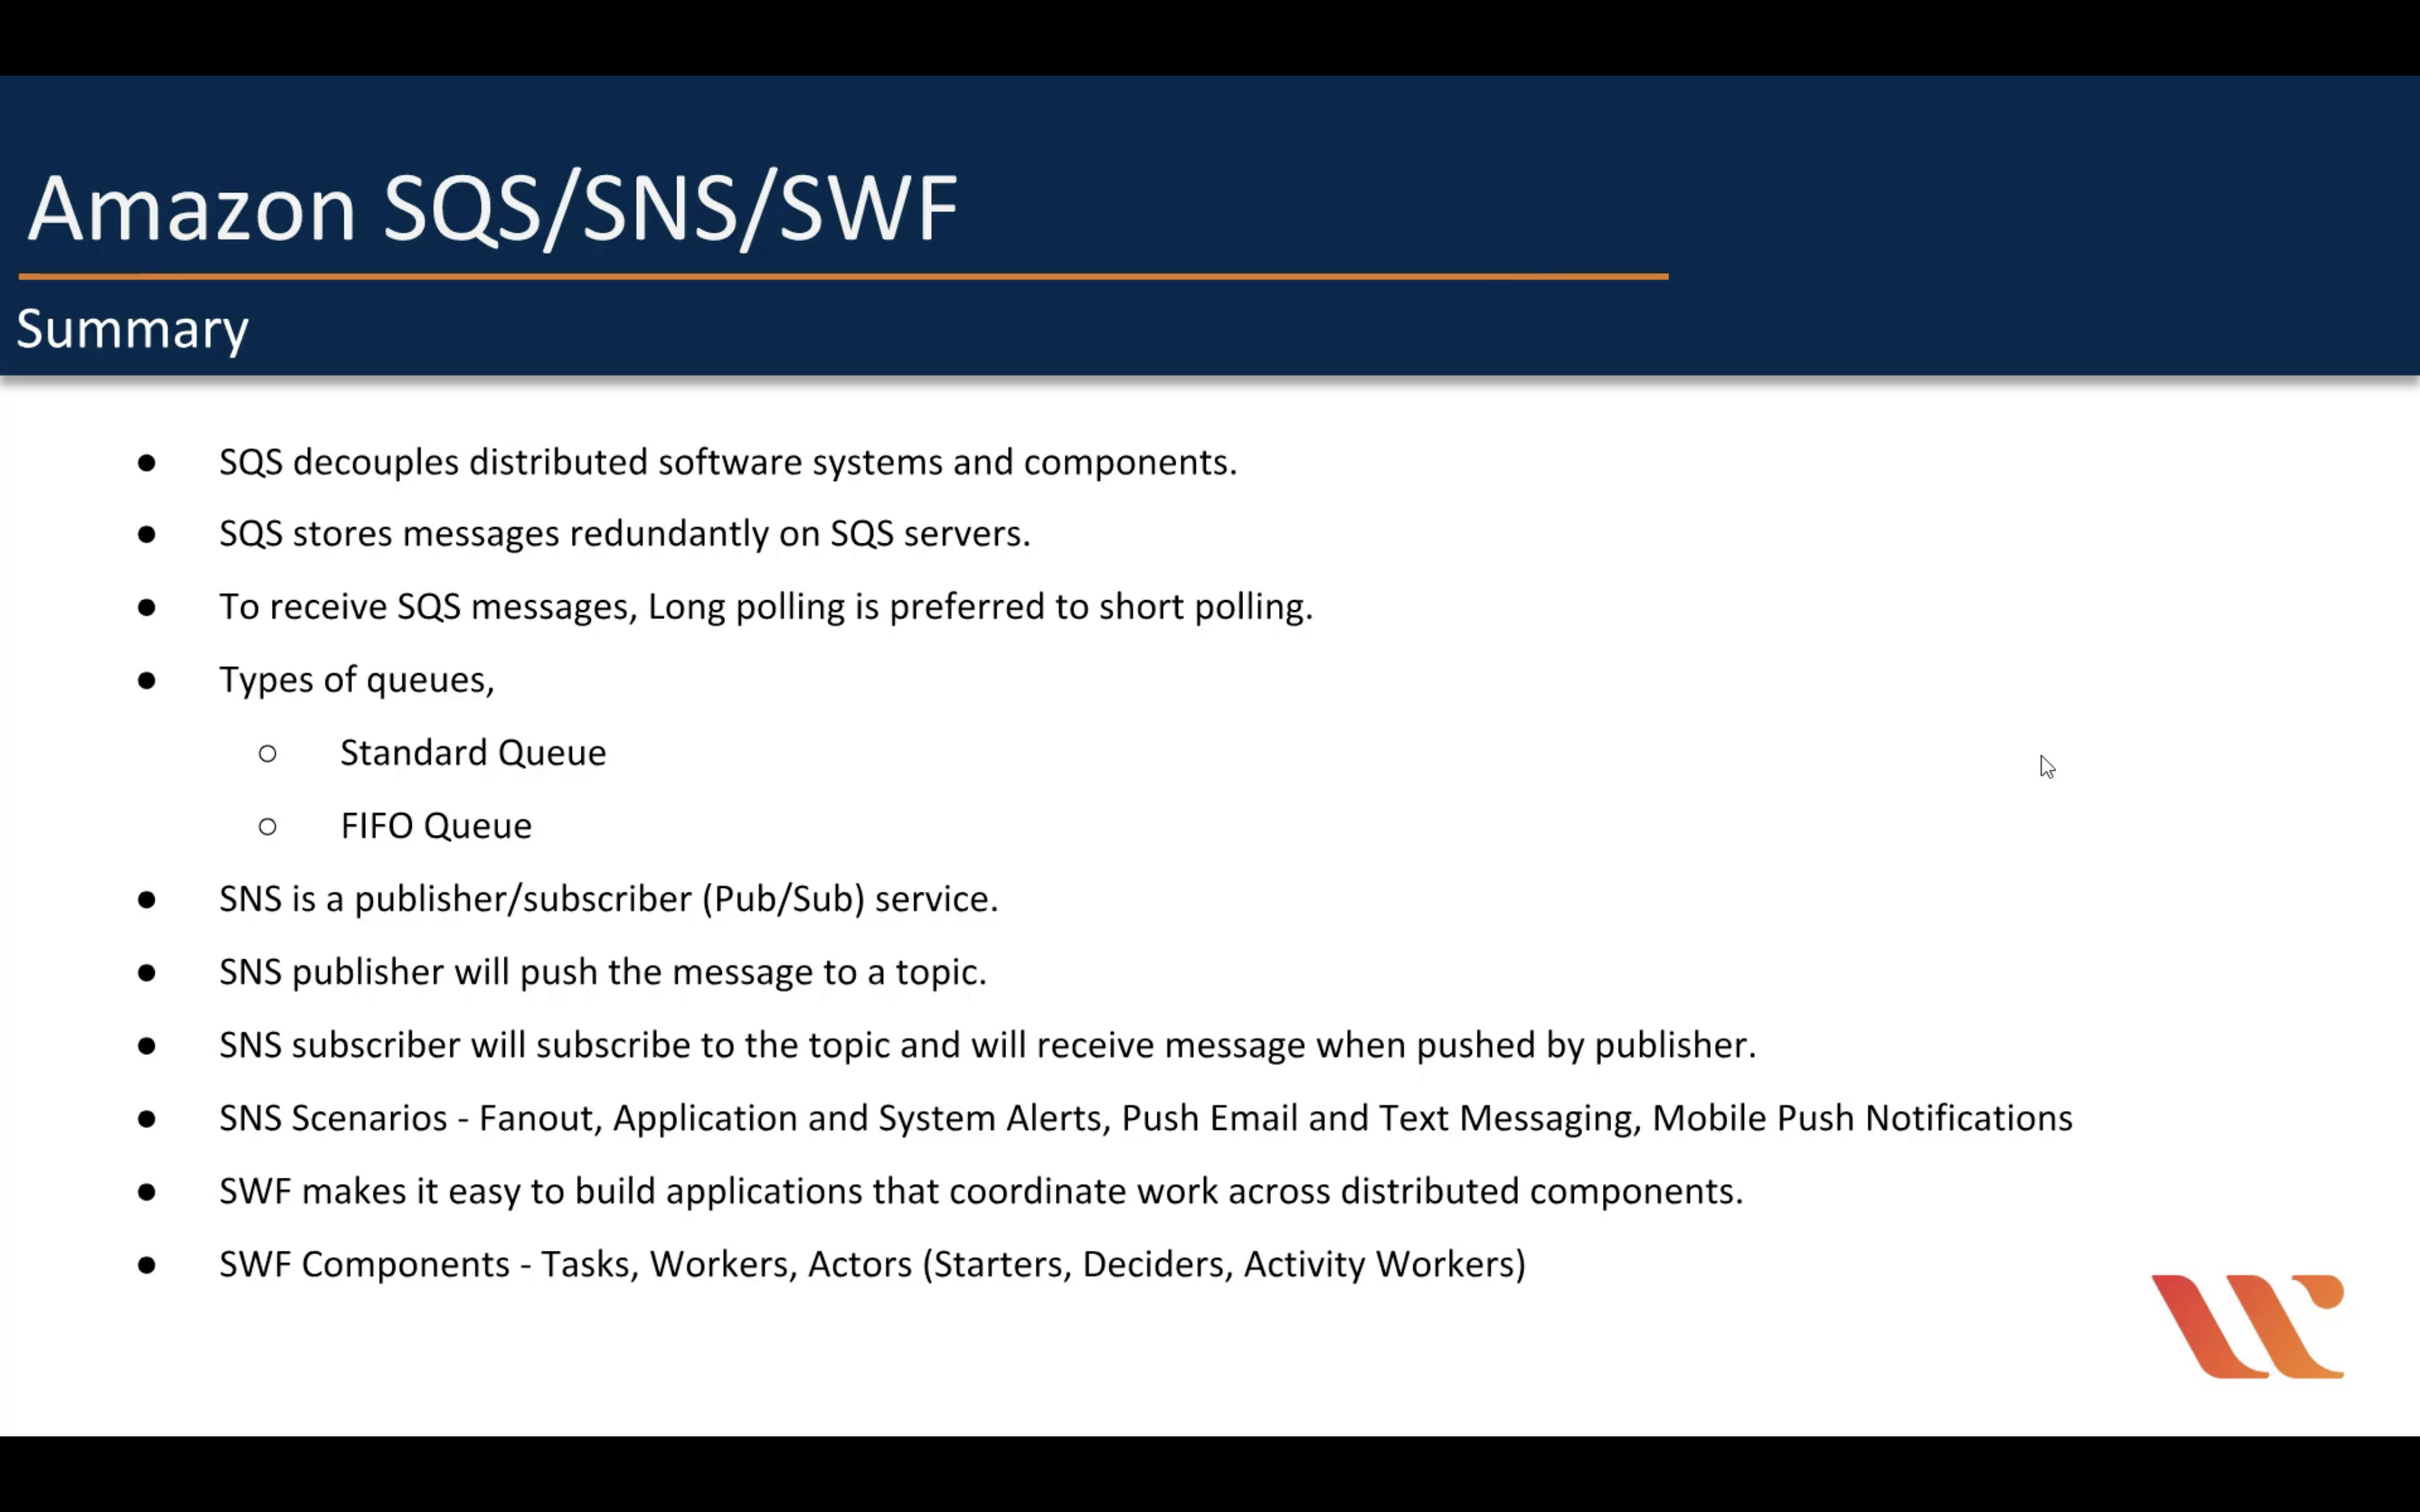 Amazon SQS/SNS/SWF
Summary
● SQS decouples distributed software systems and components.
● SQS stores messages redundantly on SQS servers.
● To receive SQS messages, Long polling is preferred to short polling.
● Types of queues,
○ Standard Queue
○ FIFO Queue
● SNS is a publisher/subscriber (Pub/Sub) service.
● SNS publisher will push the message to a topic.
● SNS subscriber will subscribe to the topic and will receive message when pushed by publisher.
● SNS Scenarios - Fanout, Application and System Alerts, Push Email and Text Messaging, Mobile Push Notifications
● SWF makes it easy to build applications that coordinate work across distributed components.
● SWF Components - Tasks, Workers, Actors (Starters, Deciders, Activity Workers)